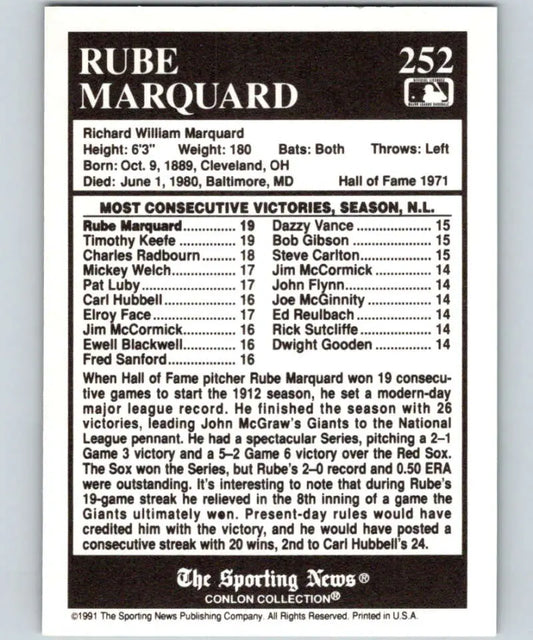 RUBE
MARQUARD
252
Richard William Marquard
Height: 6'3" Weight: 180 Bats: Both Throws: Left
Born: Oct. 9, 1889, Cleveland, OH
Died: June 1, 1980, Baltimore, MD Hall of Fame 1971
MOST CONSECUTIVE VICTORIES, SEASON, N.L.
Rube Marquard............. 19
Timothy Keefe ............. 19
Charles Radbourn ........ 18
Mickey Welch............... 17
Pat Luby....................... 17
Carl Hubbell................. 16
Elroy Face.................... 17
Jim McCormick............. 16
Ewell Blackwell............. 16
Fred Sanford................. 16
Dazzy Vance ................... 15
Bob Gibson ..................... 15
Steve Carlton................... 15
Jim McCormick ............... 14
John Flynn....................... 14
Joe McGinnity ................. 14
Ed Reulbach .................... 14
Rick Sutcliffe ................... 14
Dwight Gooden ............... 14
When Hall of Fame pitcher Rube Marquard won 19 consecu-
tive games to start the 1912 season, he set a modern-day
major league record. He finished the season with 26
victories, leading John McGraw's Giants to the National
League pennant. He had a spectacular Series, pitching a 2–1
Game 3 victory and a 5–2 Game 6 victory over the Red Sox.
The Sox won the Series, but Rube's 2–0 record and 0.50 ERA
were outstanding. It's interesting to note that during Rube's
19-game streak he relieved in the 8th inning of a game the
Giants ultimately won. Present-day rules would have
credited him with the victory, and he would have posted a
consecutive streak with 20 wins, 2nd to Carl Hubbell's 24.
The Sporting News®
CONLON COLLECTION®
©1991 The Sporting News Publishing Company. All Rights Reserved. Printed in U.S.A.